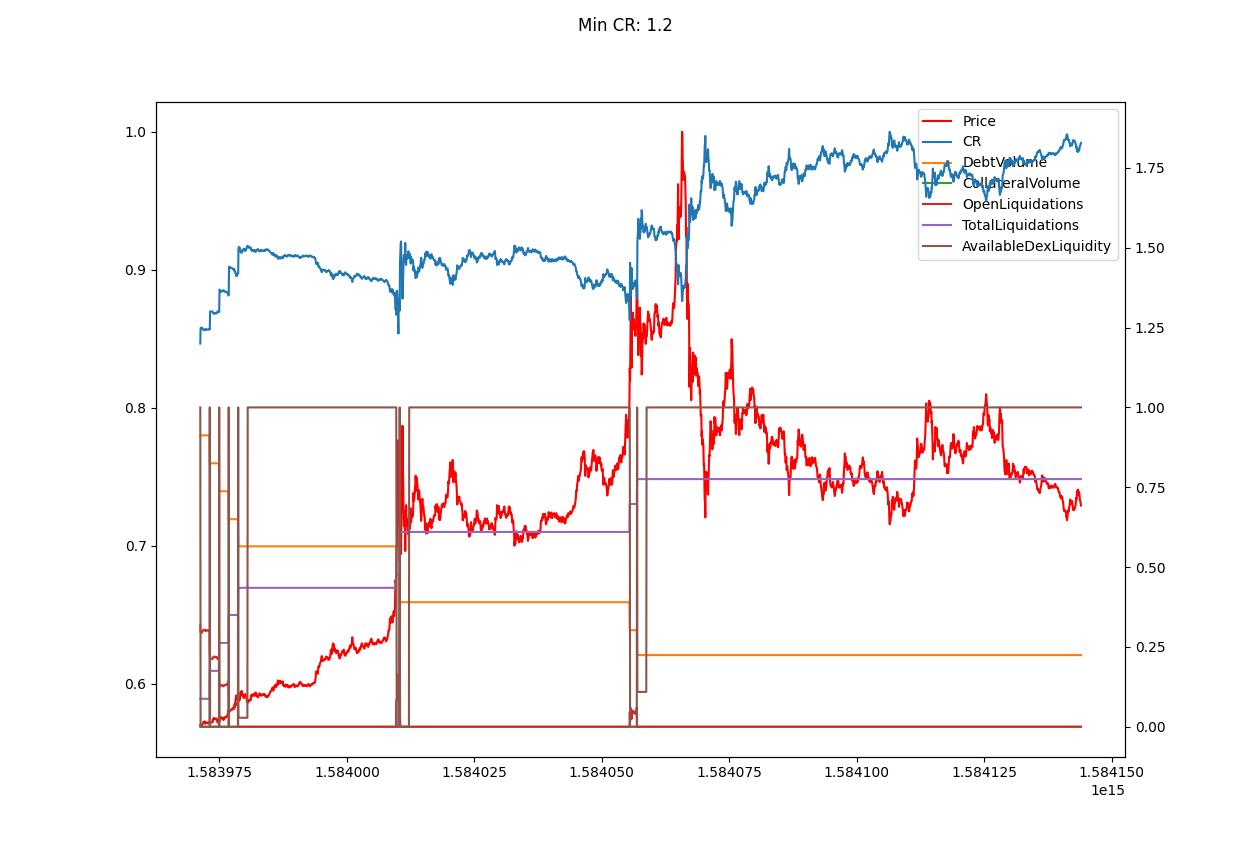 Min CR: 1.2
1.0
0.9
0.8
0.7
0.6
Price
CR
DebtVolume
CollateralVolume
OpenLiquidations
TotalLiquidations
AvailableDexLiquidity
1.75
1.50
1.25
1.00
0.75
0.50
0.25
0.00
1.583975 1.584000 1.584025 1.584050 1.584075 1.584100 1.584125 1.584150
1e15